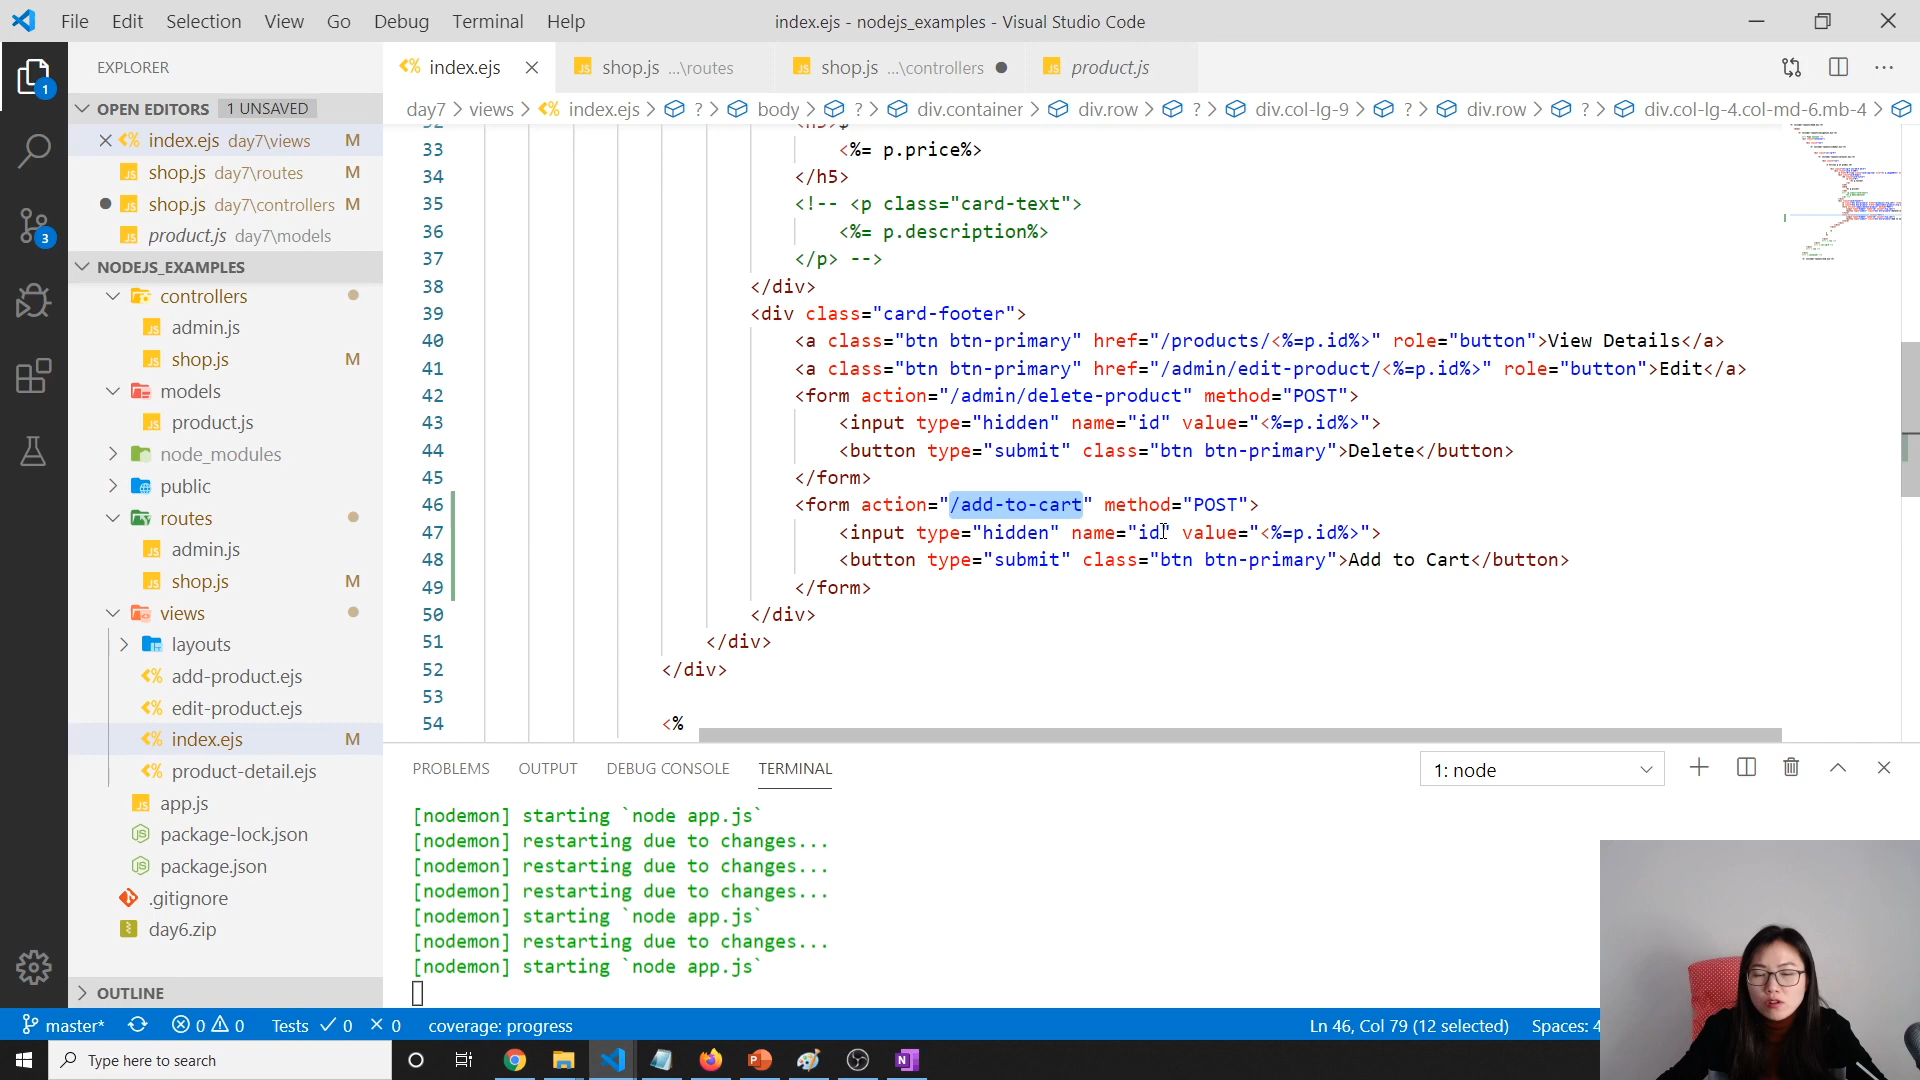 File Edit Selection View Go Debug Terminal Help
index.ejs - nodejs_examples - Visual Studio Code
EXPLORER
index.ejs
shop.js ...\routes
shop.js ...\controllers
product.js
OPEN EDITORS 1 UNSAVED
day7 > views > index.ejs > ? > body > ? > div.container > div.row > ? > div.col-lg-9 > ? > div.row > ? > div.col-lg-4.col-md-6.mb-4 >
index.ejs day7\views M
shop.js day7\routes M
shop.js day7\controllers M
product.js day7\models
NODEJS_EXAMPLES
controllers
admin.js
shop.js M
models
product.js
node_modules
public
routes
admin.js
shop.js M
views
layouts
add-product.ejs
edit-product.ejs
index.ejs M
product-detail.ejs
app.js
package-lock.json
package.json
.gitignore
day6.zip
OUTLINE
33 <%= p.price%>
34 </h5>
35 <!-- <p class="card-text">
36 <%= p.description%>
37 </p> -->
38 </div>
39 <div class="card-footer">
40 <a class="btn btn-primary" href="/products/<%=p.id%>" role="button">View Details</a>
41 <a class="btn btn-primary" href="/admin/edit-product/<%=p.id%>" role="button">Edit</a>
42 <form action="/admin/delete-product" method="POST">
43 <input type="hidden" name="id" value="<%=p.id%>">
44 <button type="submit" class="btn btn-primary">Delete</button>
45 </form>
46 <form action="/add-to-cart" method="POST">
47 <input type="hidden" name="id" value="<%=p.id%>">
48 <button type="submit" class="btn btn-primary">Add to Cart</button>
49 </form>
50 </div>
51 </div>
52 </div>
53
54 <%
PROBLEMS OUTPUT DEBUG CONSOLE TERMINAL
1: node
[nodemon] starting `node app.js`
[nodemon] restarting due to changes...
[nodemon] restarting due to changes...
[nodemon] restarting due to changes...
[nodemon] starting `node app.js`
[nodemon] restarting due to changes...
[nodemon] starting `node app.js`
1
3
master* 0 0 Tests 0 0 coverage: progress
Ln 46, Col 79 (12 selected) Spaces: 4
Type here to search